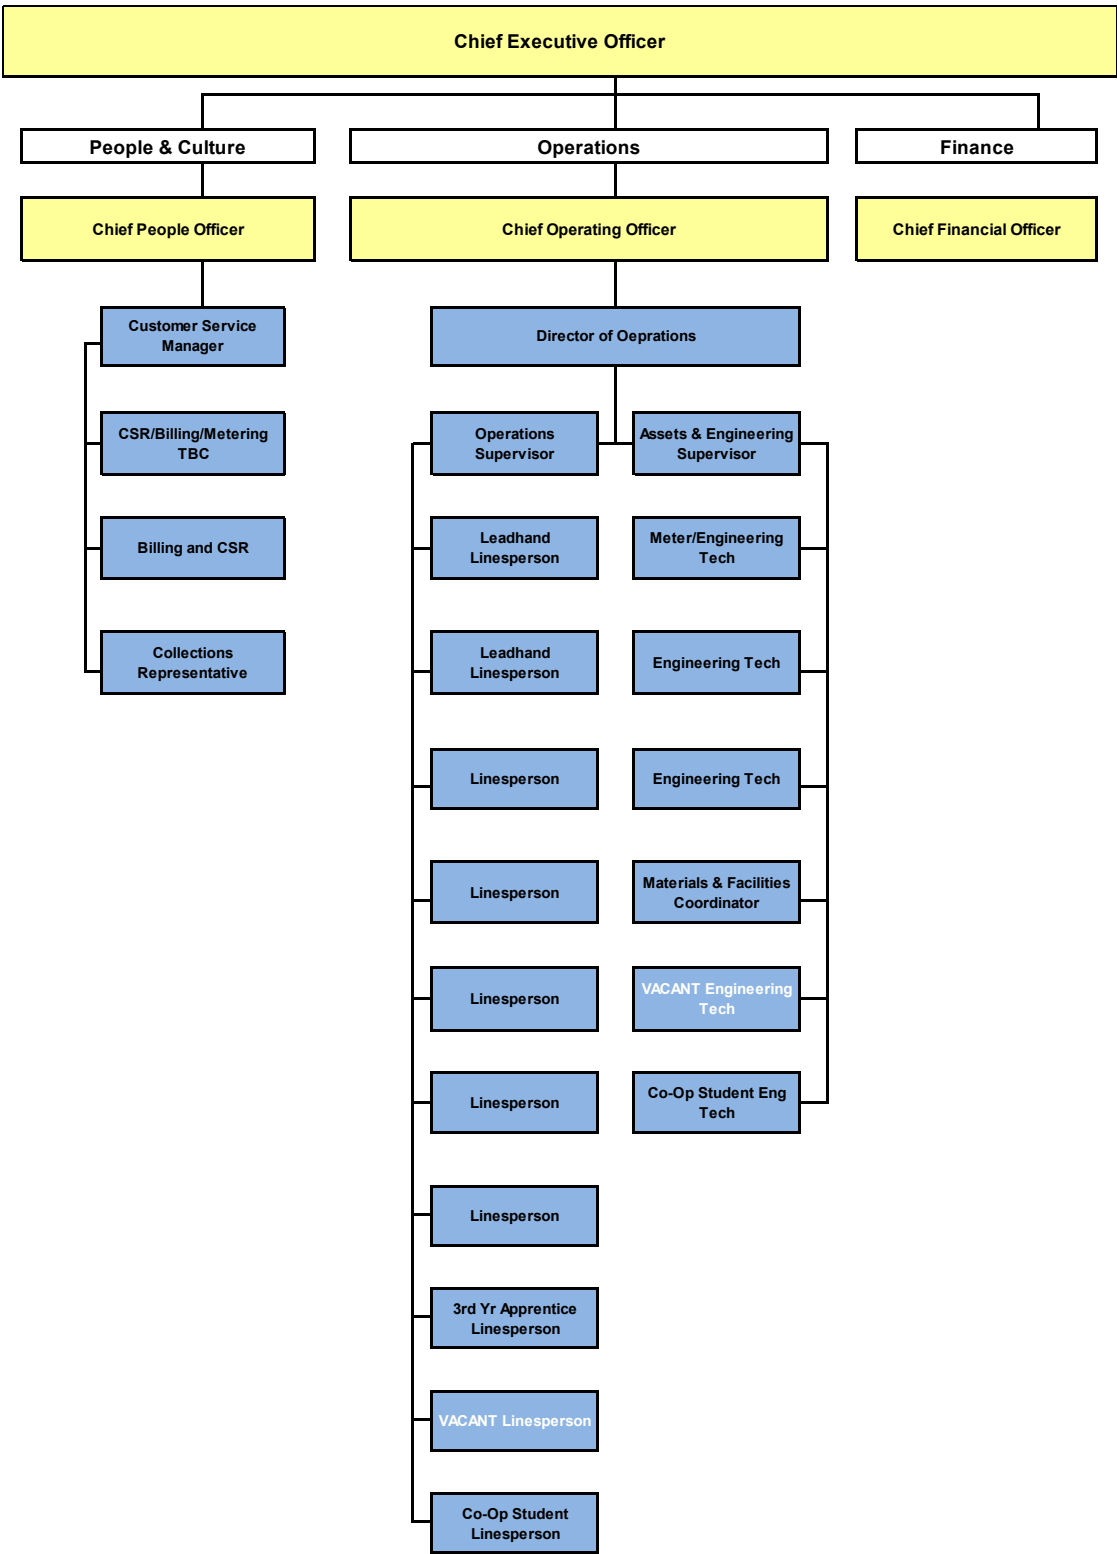 Chief Executive Officer
People & Culture
Operations
Finance
Chief People Officer
Chief Operating Officer
Chief Financial Officer
Customer Service
Manager
Director of Oeprations
CSR/Billing/Metering
TBC
Operations
Supervisor
Assets & Engineering
Supervisor
Billing and CSR
Leadhand
Linesperson
Meter/Engineering
Tech
Collections
Representative
Leadhand
Linesperson
Engineering Tech
Linesperson
Engineering Tech
Linesperson
Materials & Facilities
Coordinator
Linesperson
VACANT Engineering
Tech
Linesperson
Co-Op Student Eng
Tech
Linesperson
3rd Yr Apprentice
Linesperson
VACANT Linesperson
Co-Op Student
Linesperson